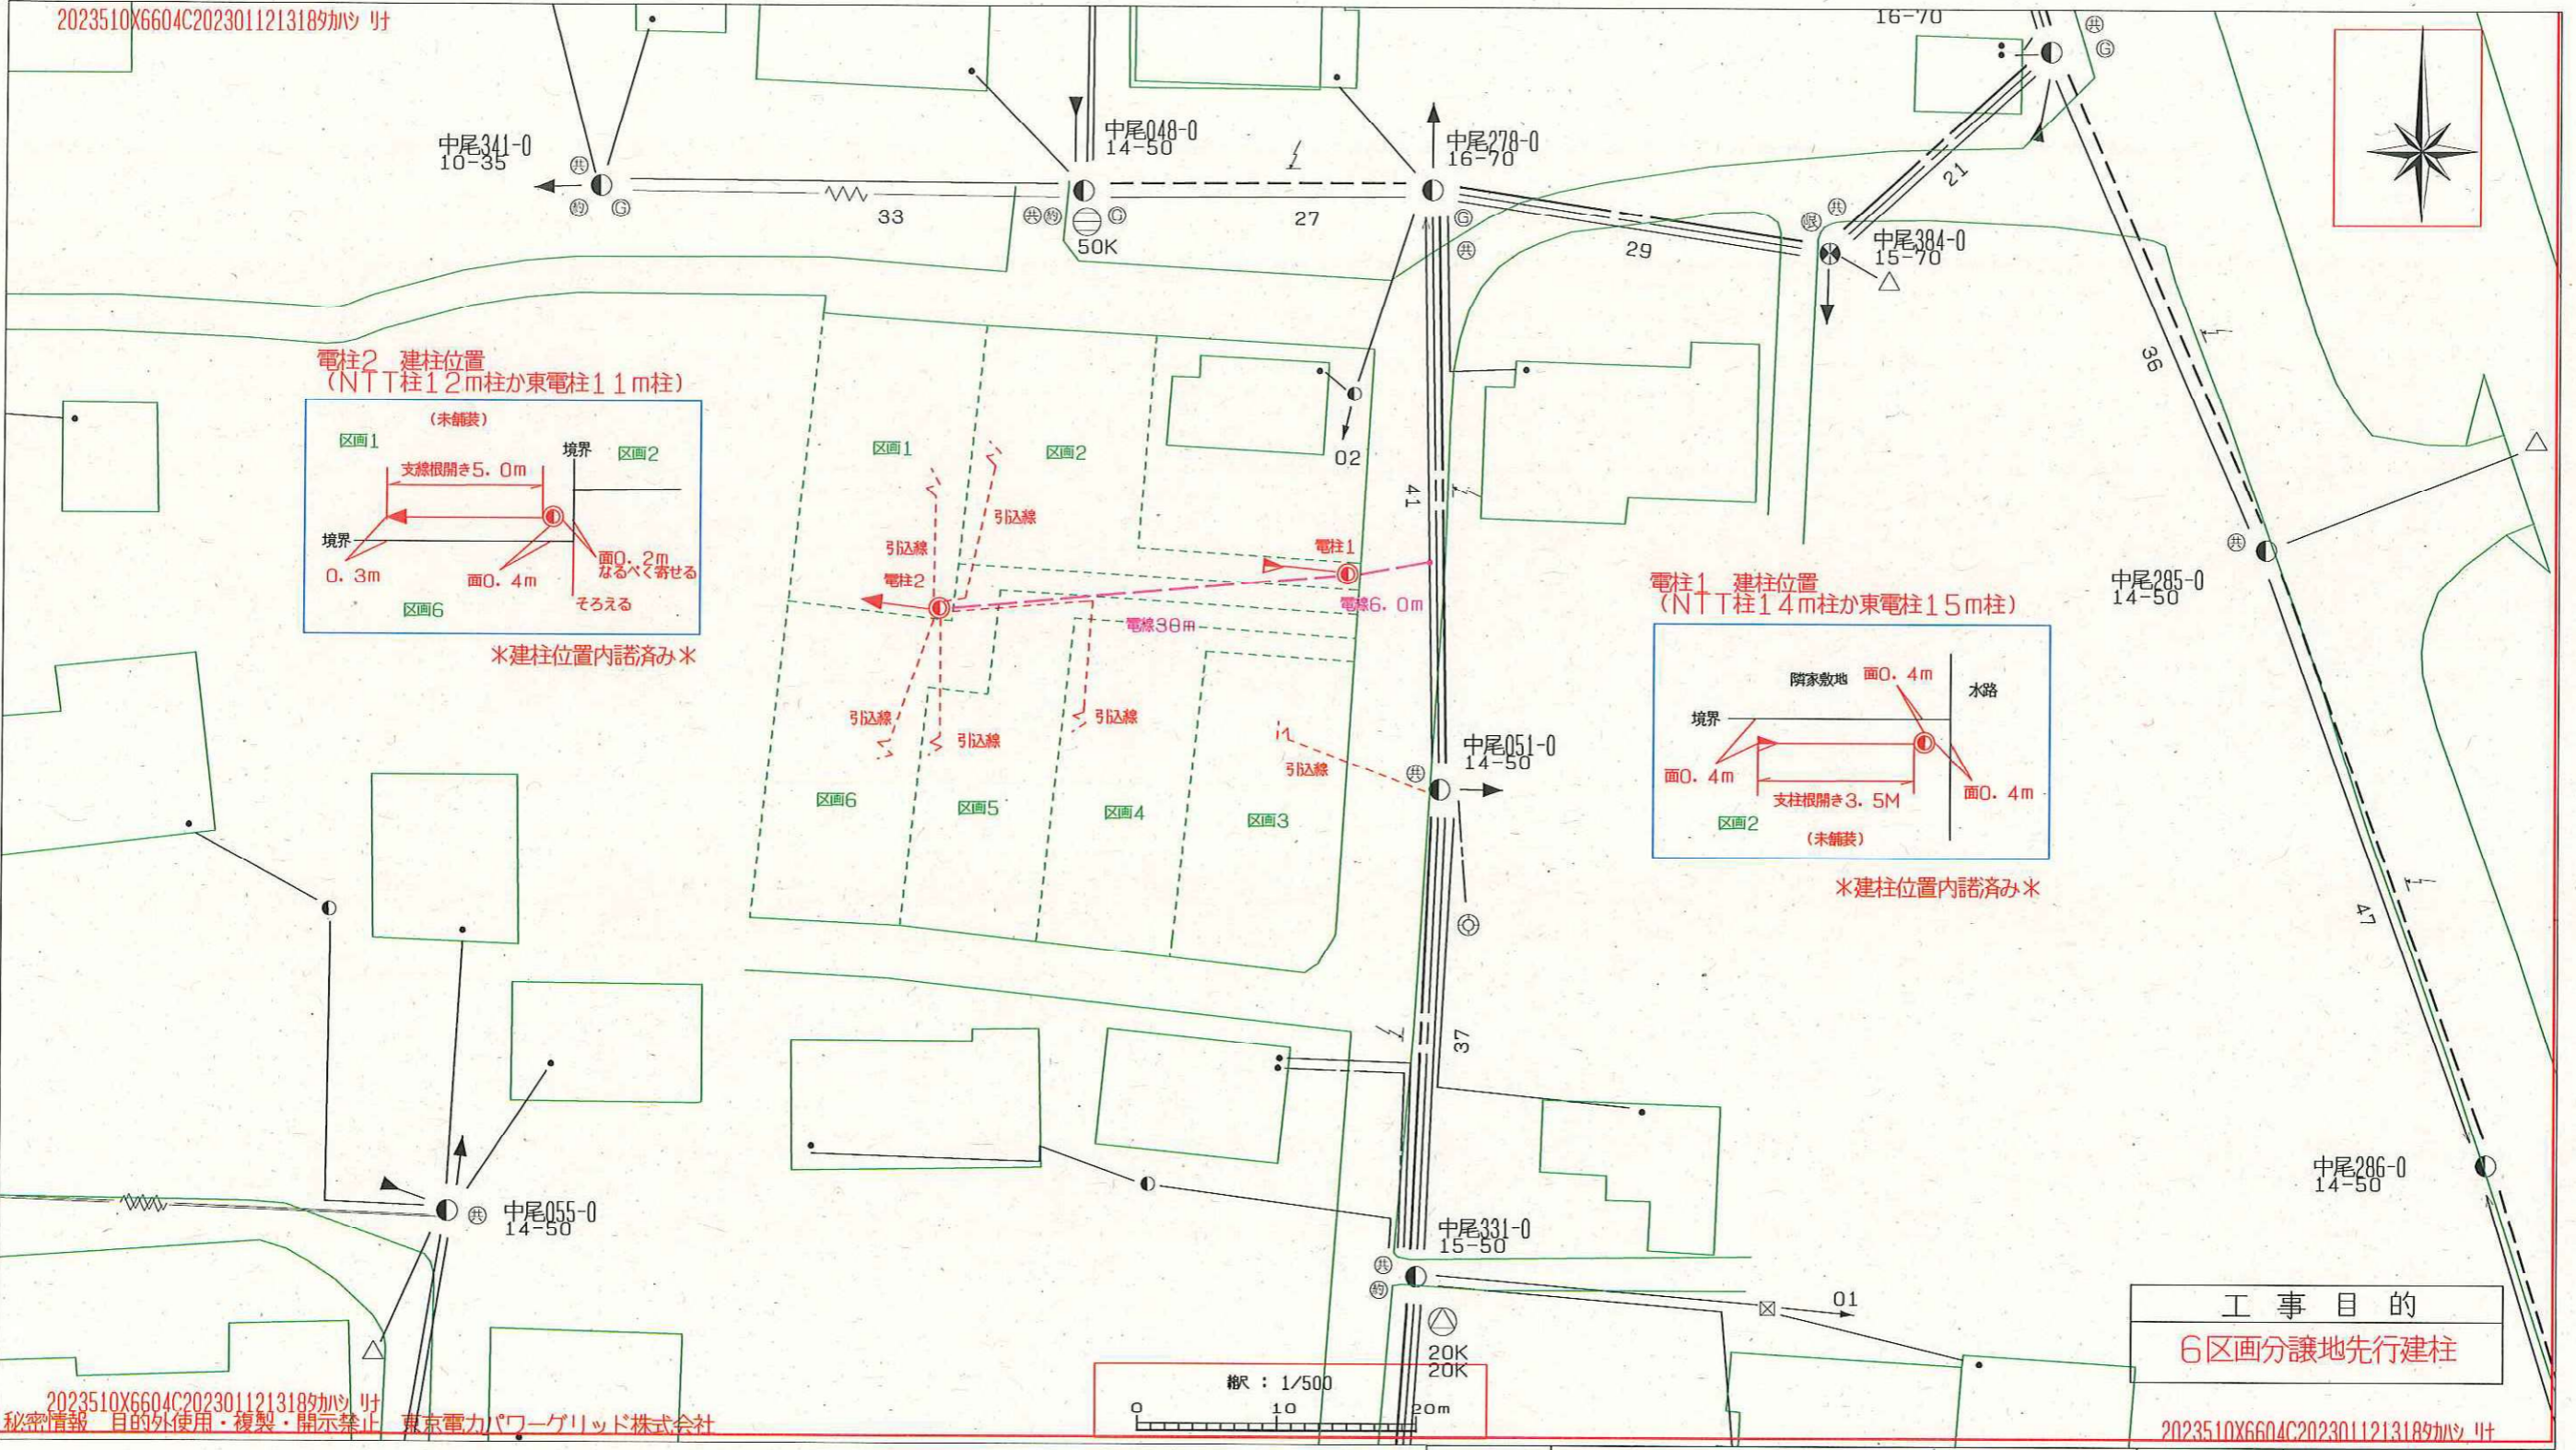 2023510X6604C202301121318タカハシ リナ
16-70
共
G
中尾341-0
10-35
共
約
G
33
中尾048-0
14-50
共 約
G
50K
27
中尾278-0
16-70
G
共
29
共
中尾384-0
15-70
21
36
電柱2 建柱位置
(NTT柱12m柱か東電柱11m柱)
(未舗装)
区画1
境界
区画2
支線根開き5.0m
境界
0.3m
面0.4m
面0.2m
なるべく寄せる
そろえる
区画6
*建柱位置内諾済み*
区画1
区画2
02
41
引込線
引込線
電柱1
電柱2
電線6.0m
電線38m
引込線
引込線
引込線
引込線
区画6
区画5
区画4
区画3
共
中尾051-0
14-50
電柱1 建柱位置
(NTT柱14m柱か東電柱15m柱)
隣家敷地
面0.4m
水路
境界
面0.4m
支柱根開き3.5M
面0.4m
区画2
(未舗装)
*建柱位置内諾済み*
共
中尾285-0
14-50
47
37
中尾286-0
14-50
共
中尾055-0
14-50
中尾331-0
15-50
共
約
01
20K
20K
工事目的
6区画分譲地先行建柱
縮尺 : 1/500
0 10 20m
2023510X6604C202301121318タカハシ リナ
秘密情報 目的外使用・複製・開示禁止 東京電力パワーグリッド株式会社
2023510X6604C202301121318タカハシ リナ